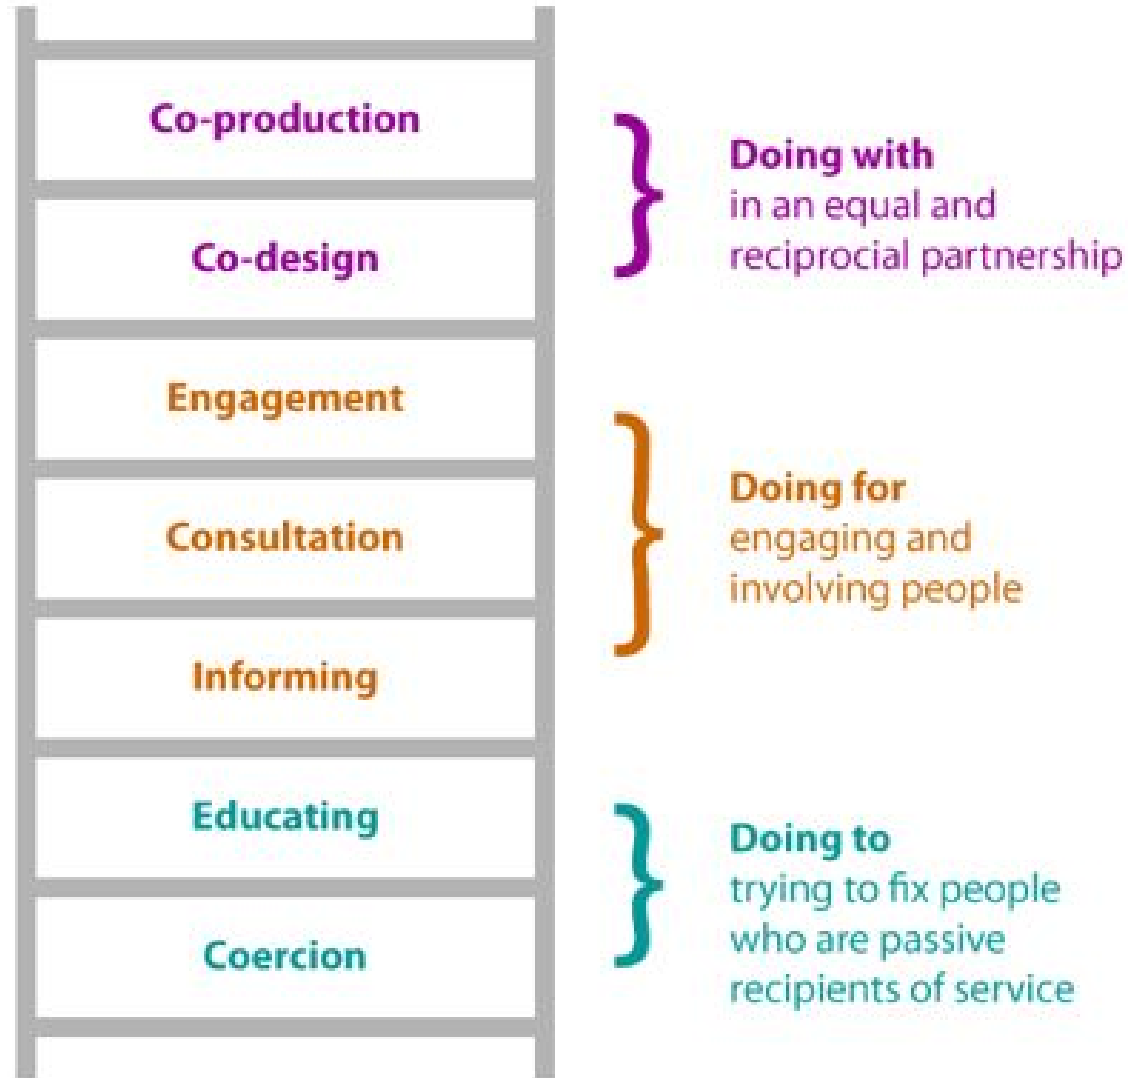 Co-production
Co-design
Doing with
in an equal and
reciprocial partnership
Engagement
Consultation
Informing
Doing for
engaging and
involving people
Educating
Coercion
Doing to
trying to fix people
who are passive
recipients of service